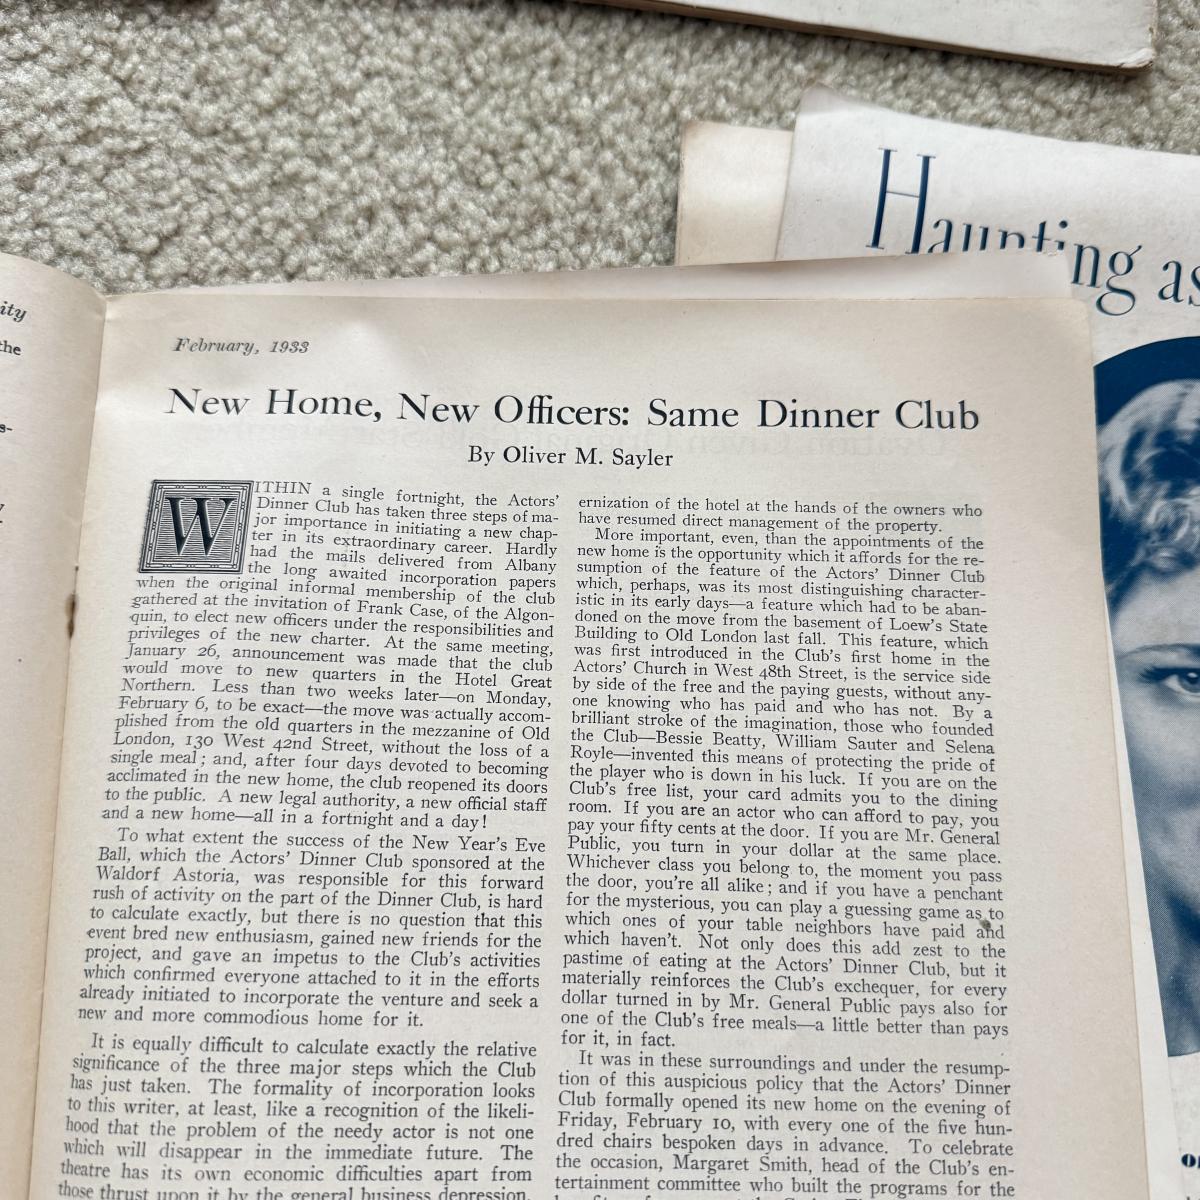 Haunting as
ity
the
s-
February, 1933
New Home, New Officers: Same Dinner Club
By Oliver M. Sayler
WITHIN a single fortnight, the Actors'
Dinner Club has taken three steps of ma-
jor importance in initiating a new chap-
ter in its extraordinary career. Hardly
had the mails delivered from Albany
the long awaited incorporation papers
when the original informal membership of the club
gathered at the invitation of Frank Case, of the Algon-
quin, to elect new officers under the responsibilities and
privileges of the new charter. At the same meeting,
January 26, announcement was made that the club
would move to new quarters in the Hotel Great
Northern. Less than two weeks later—on Monday,
February 6, to be exact—the move was actually accom-
plished from the old quarters in the mezzanine of Old
London, 130 West 42nd Street, without the loss of a
single meal; and, after four days devoted to becoming
acclimated in the new home, the club reopened its doors
to the public. A new legal authority, a new official staff
and a new home—all in a fortnight and a day!
To what extent the success of the New Year's Eve
Ball, which the Actors' Dinner Club sponsored at the
Waldorf Astoria, was responsible for this forward
rush of activity on the part of the Dinner Club, is hard
to calculate exactly, but there is no question that this
event bred new enthusiasm, gained new friends for the
project, and gave an impetus to the Club's activities
which confirmed everyone attached to it in the efforts
already initiated to incorporate the venture and seek a
new and more commodious home for it.
It is equally difficult to calculate exactly the relative
significance of the three major steps which the Club
has just taken. The formality of incorporation looks
to this writer, at least, like a recognition of the likeli-
hood that the problem of the needy actor is not one
which will disappear in the immediate future. The
theatre has its own economic difficulties apart from
those thrust upon it by the general business depression,
ernization of the hotel at the hands of the owners who
have resumed direct management of the property.
More important, even, than the appointments of the
new home is the opportunity which it affords for the re-
sumption of the feature of the Actors' Dinner Club
which, perhaps, was its most distinguishing character-
istic in its early days—a feature which had to be aban-
doned on the move from the basement of Loew's State
Building to Old London last fall. This feature, which
was first introduced in the Club's first home in the
Actors' Church in West 48th Street, is the service side
by side of the free and the paying guests, without any-
one knowing who has paid and who has not. By a
brilliant stroke of the imagination, those who founded
the Club—Bessie Beatty, William Sauter and Selena
Royle—invented this means of protecting the pride of
the player who is down in his luck. If you are on the
Club's free list, your card admits you to the dining
room. If you are an actor who can afford to pay, you
pay your fifty cents at the door. If you are Mr. General
Public, you turn in your dollar at the same place.
Whichever class you belong to, the moment you pass
the door, you're all alike; and if you have a penchant
for the mysterious, you can play a guessing game as to
which ones of your table neighbors have paid and
which haven't. Not only does this add zest to the
pastime of eating at the Actors' Dinner Club, but it
materially reinforces the Club's exchequer, for every
dollar turned in by Mr. General Public pays also for
one of the Club's free meals—a little better than pays
for it, in fact.
It was in these surroundings and under the resump-
tion of this auspicious policy that the Actors' Dinner
Club formally opened its new home on the evening of
Friday, February 10, with every one of the five hun-
dred chairs bespoken days in advance. To celebrate
the occasion, Margaret Smith, head of the Club's en-
tertainment committee who built the programs for the